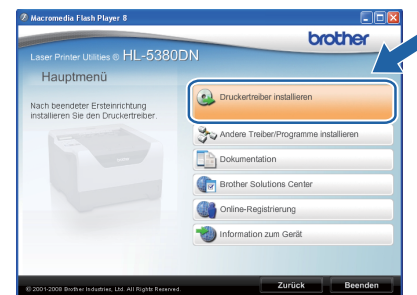 Macromedia Flash Player 8
brother
Laser Printer Utilities ® HL-5380DN
Hauptmenü
Nach beendeter Ersteinrichtung
installieren Sie den Druckertreiber.
Druckertreiber installieren
Andere Treiber/Programme installieren
Dokumentation
Brother Solutions Center
Online-Registrierung
Information zum Gerät
© 2001-2008 Brother Industries, Ltd. All Rights Reserved.
Zurück
Beenden